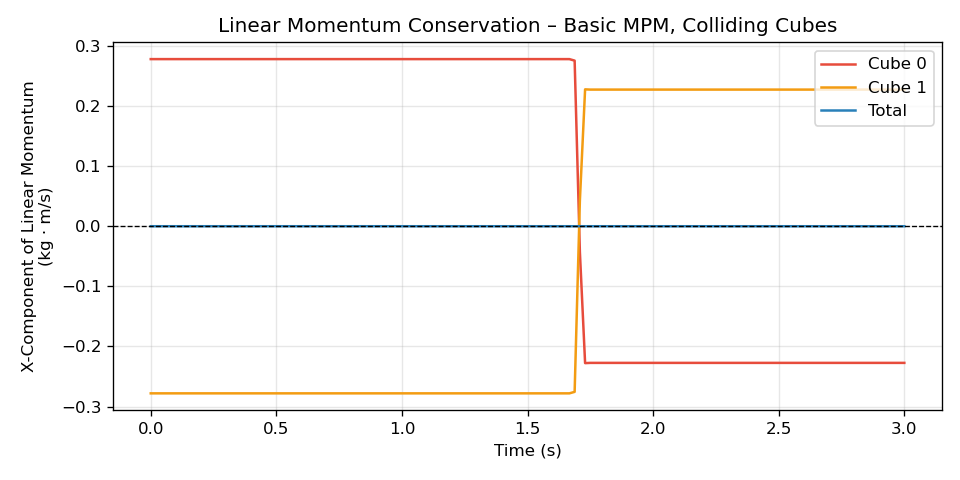 Linear Momentum Conservation – Basic MPM, Colliding Cubes
X-Component of Linear Momentum
(kg · m/s)
0.3
0.2
0.1
0.0
−0.1
−0.2
−0.3
Cube 0
Cube 1
Total
0.0 0.5 1.0 1.5 2.0 2.5 3.0
Time (s)